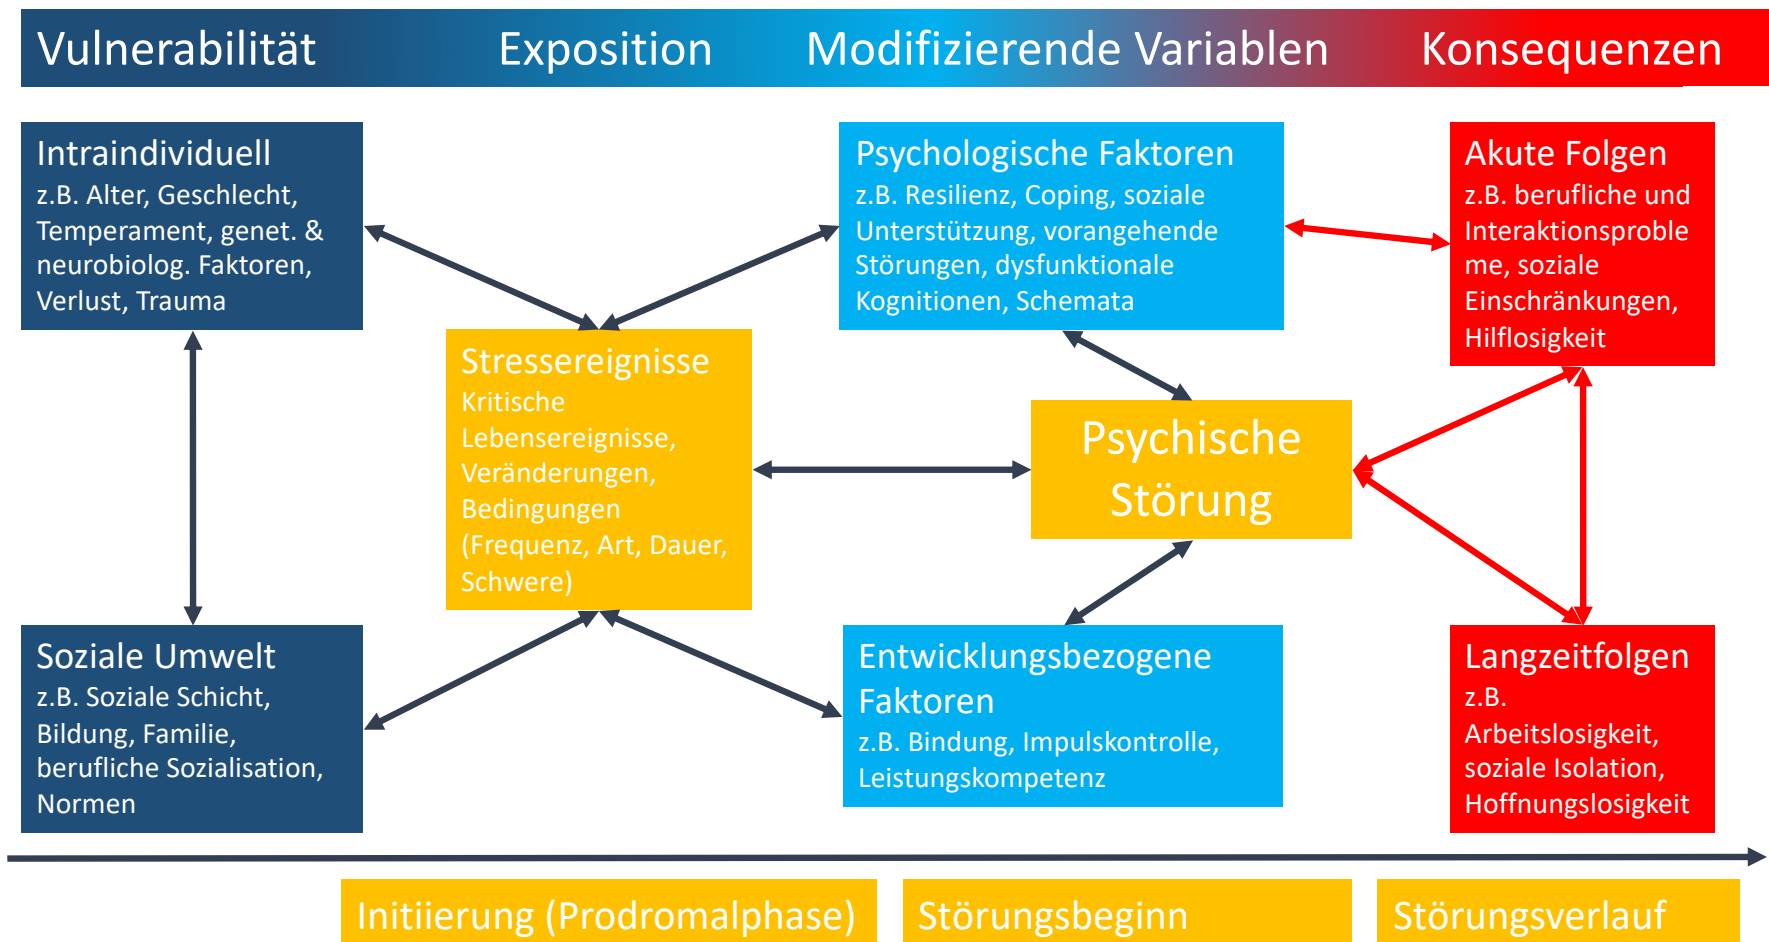 Vulnerabilität
Exposition
Modifizierende Variablen
Konsequenzen
Intraindividuell
z.B. Alter, Geschlecht,
Temperament, genet. &
neurobiolog. Faktoren,
Verlust, Trauma
Psychologische Faktoren
z.B. Resilienz, Coping, soziale
Unterstützung, vorangehende
Störungen, dysfunktionale
Kognitionen, Schemata
Akute Folgen
z.B. berufliche und
Interaktionsproble
me, soziale
Einschränkungen,
Hilflosigkeit
Stressereignisse
Kritische
Lebensereignisse,
Veränderungen,
Bedingungen
(Frequenz, Art, Dauer,
Schwere)
Psychische
Störung
Soziale Umwelt
z.B. Soziale Schicht,
Bildung, Familie,
berufliche Sozialisation,
Normen
Entwicklungsbezogene
Faktoren
z.B. Bindung, Impulskontrolle,
Leistungskompetenz
Langzeitfolgen
z.B.
Arbeitslosigkeit,
soziale Isolation,
Hoffnungslosigkeit
Initiierung (Prodromalphase)
Störungsbeginn
Störungsverlauf